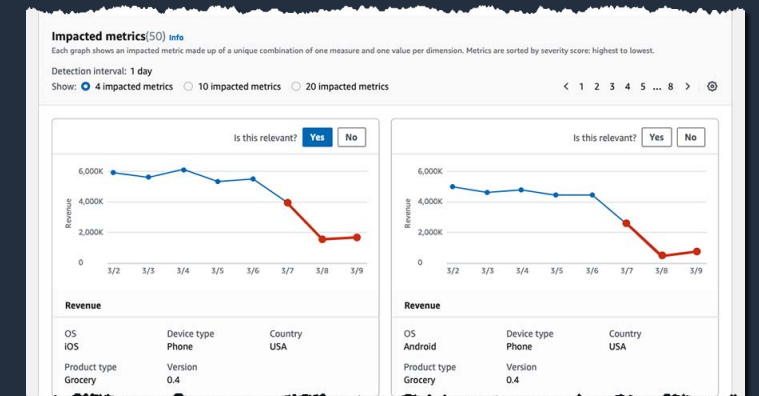 Impacted metrics(50) Info
Each graph shows an impacted metric made up of a unique combination of one measure and one value per dimension. Metrics are sorted by severity score: highest to lowest.
Detection interval: 1 day
Show: 4 impacted metrics 10 impacted metrics 20 impacted metrics < 1 2 3 4 5 ... 8 >
Is this relevant? Yes No
6,000K
4,000K
2,000K
0
Revenue
3/2 3/3 3/4 3/5 3/6 3/7 3/8 3/9
Revenue
OS Device type Country
iOS Phone USA
Product type Version
Grocery 0.4
Is this relevant? Yes No
6,000K
4,000K
2,000K
0
Revenue
3/2 3/3 3/4 3/5 3/6 3/7 3/8 3/9
Revenue
OS Device type Country
Android Phone USA
Product type Version
Grocery 0.4